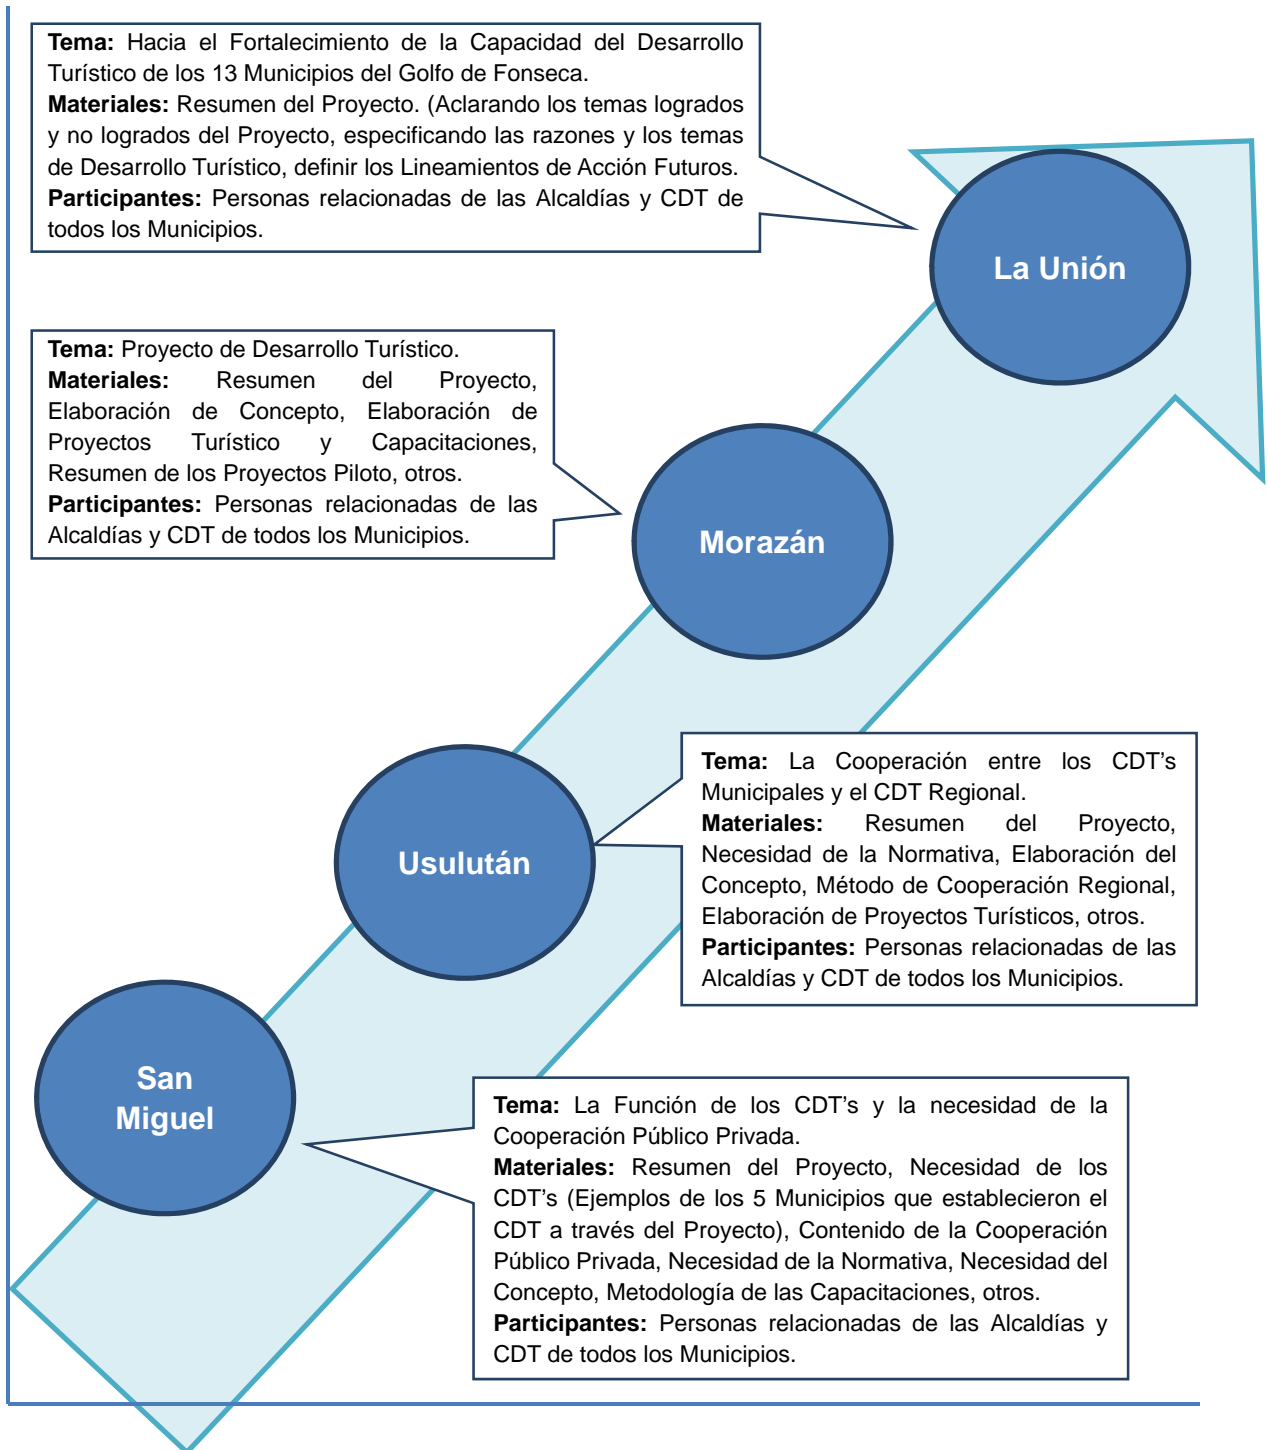 Tema: Hacia el Fortalecimiento de la Capacidad del Desarrollo
Turístico de los 13 Municipios del Golfo de Fonseca.
Materiales: Resumen del Proyecto. (Aclarando los temas logrados
y no logrados del Proyecto, especificando las razones y los temas
de Desarrollo Turístico, definir los Lineamientos de Acción Futuros.
Participantes: Personas relacionadas de las Alcaldías y CDT de
todos los Municipios.
La Unión
Tema: Proyecto de Desarrollo Turístico.
Materiales: Resumen del Proyecto,
Elaboración de Concepto, Elaboración de
Proyectos Turístico y Capacitaciones,
Resumen de los Proyectos Piloto, otros.
Participantes: Personas relacionadas de las
Alcaldías y CDT de todos los Municipios.
Morazán
Tema: La Cooperación entre los CDT's
Municipales y el CDT Regional.
Materiales: Resumen del Proyecto,
Necesidad de la Normativa, Elaboración del
Concepto, Método de Cooperación Regional,
Elaboración de Proyectos Turísticos, otros.
Participantes: Personas relacionadas de las
Alcaldías y CDT de todos los Municipios.
Usulután
San
Miguel
Tema: La Función de los CDT's y la necesidad de la
Cooperación Público Privada.
Materiales: Resumen del Proyecto, Necesidad de los
CDT's (Ejemplos de los 5 Municipios que establecieron el
CDT a través del Proyecto), Contenido de la Cooperación
Público Privada, Necesidad de la Normativa, Necesidad del
Concepto, Metodología de las Capacitaciones, otros.
Participantes: Personas relacionadas de las Alcaldías y
CDT de todos los Municipios.